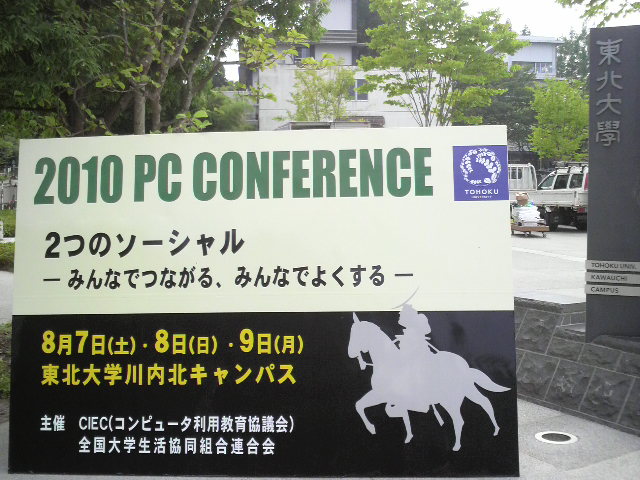 2010 PC CONFERENCE
TOHOKU
UNIVERSITY
2つのソーシャル
― みんなでつながる、みんなでよくする ―
8月7日(土)・8日(日)・9日(月)
東北大学川内北キャンパス
主催 CIEC(コンピュータ利用教育協議会)
全国大学生活協同組合連合会
東北大學
TOHOKU UNIV.
KAWAUCHI
CAMPUS